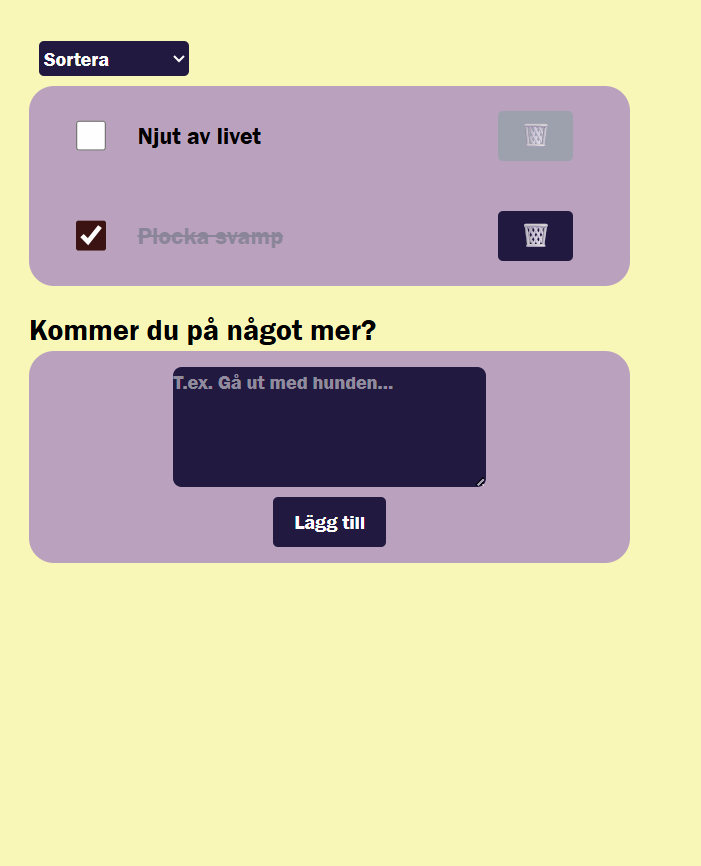 Sortera
Njut av livet
Plocka svamp
Kommer du på något mer?
T.ex. Gå ut med hunden...
Lägg till